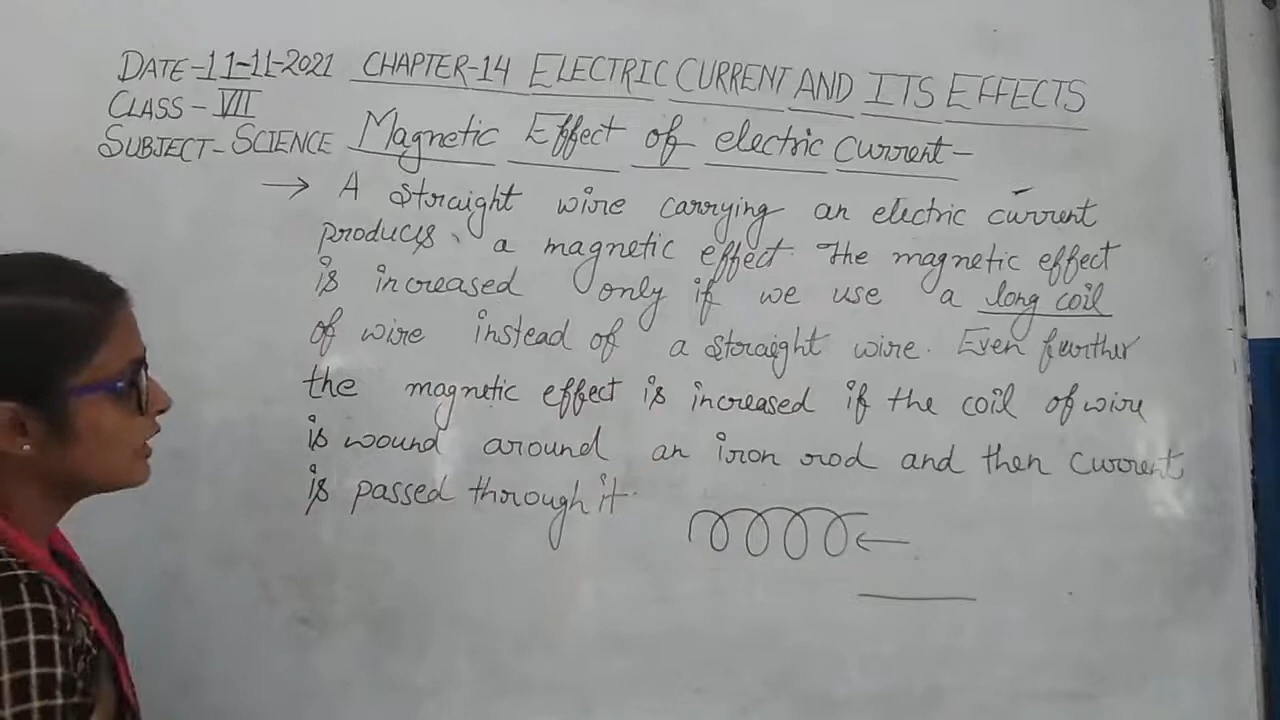 DATE-11-11-2021 CHAPTER-14 ELECTRIC CURRENT AND ITS EFFECTS
CLASS-VII
SUBJECT-SCIENCE Magnetic Effect of electric current-
→ A straight wire carrying an electric current
produces a magnetic effect. The magnetic effect
is increased only if we use a long coil
of wire instead of a straight wire. Even further
the magnetic effect is increased if the coil of wire
is wound around an iron rod and then current
is passed through it.